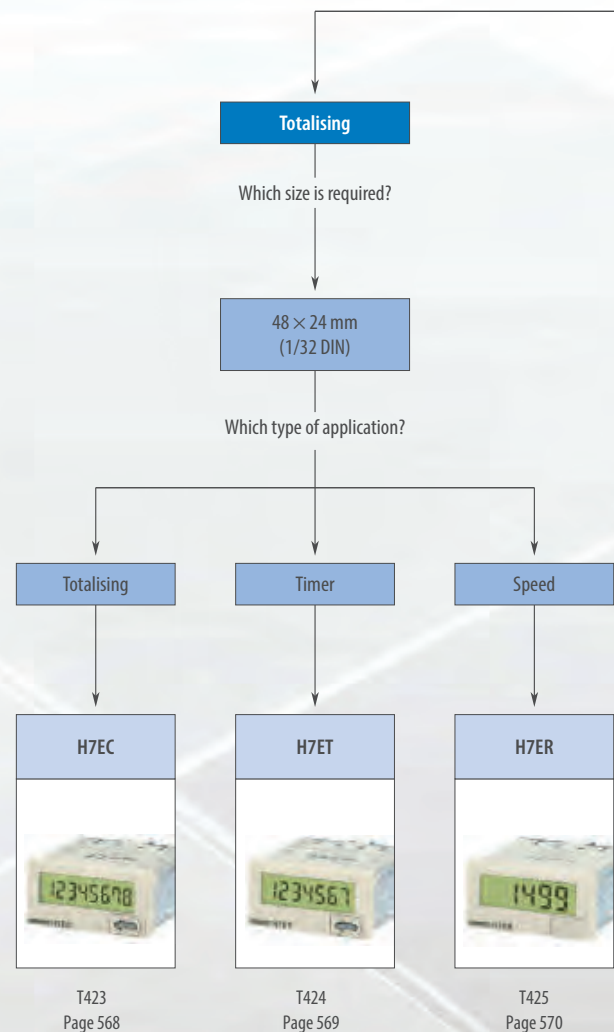 Totalising
Which size is required?
48 × 24 mm
(1/32 DIN)
Which type of application?
Totalising
Timer
Speed
H7EC
H7ET
H7ER
12345678
1234567
1499
T423
Page 568
T424
Page 569
T425
Page 570